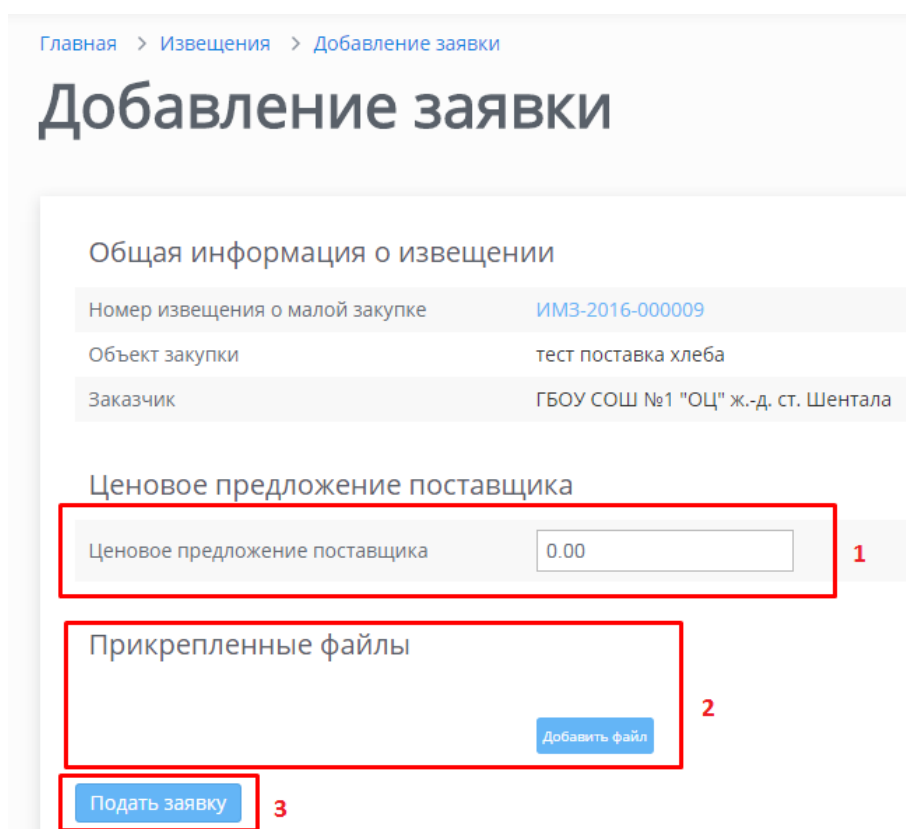 Главная > Извещения > Добавление заявки
Добавление заявки
Общая информация о извещении
Номер извещения о малой закупке ИМЗ-2016-000009
Объект закупки тест поставка хлеба
Заказчик ГБОУ СОШ №1 "ОЦ" ж.-д. ст. Шентала
Ценовое предложение поставщика
Ценовое предложение поставщика 0.00 1
Прикрепленные файлы
2
Добавить файл
Подать заявку 3